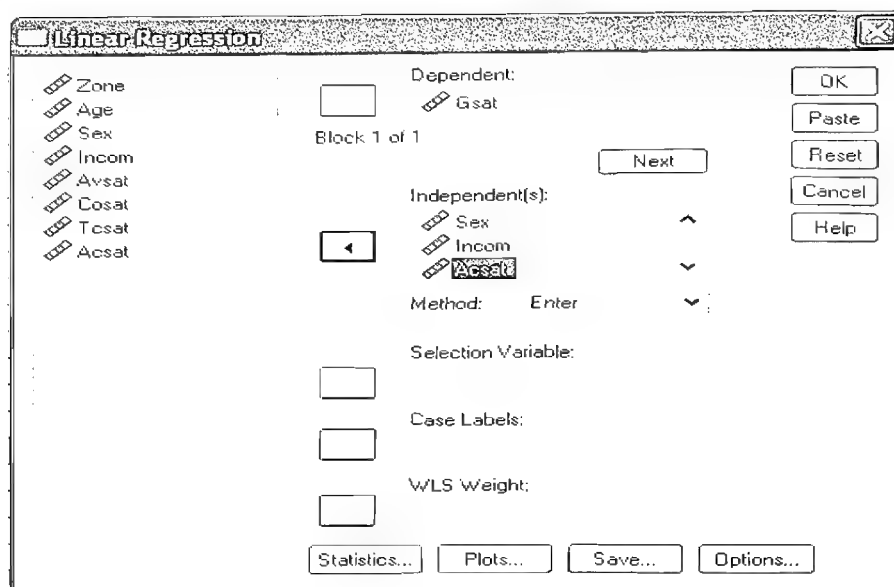 Linear Regression
Zone
Age
Sex
Incom
Avsat
Cosat
Tcsat
Acsat
Dependent:
Gsat
Block 1 of 1
Next
Independent(s):
Sex
Incom
Acsat
Method: Enter
Selection Variable:
Case Labels:
WLS Weight:
Statistics...
Plots...
Save...
Options...
OK
Paste
Reset
Cancel
Help